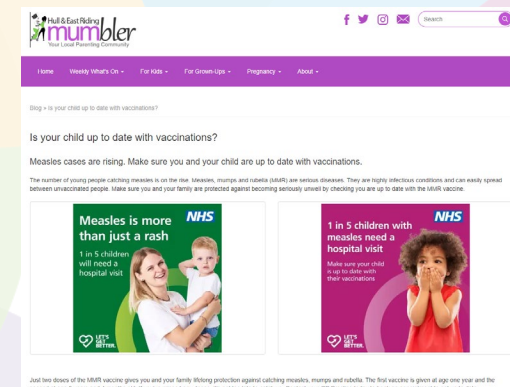 Hull & East Riding
mumbler
Your Local Parenting Community
Search
Home
Weekly What's On
For Kids
For Grown-Ups
Pregnancy
About
Blog » Is your child up to date with vaccinations?
Is your child up to date with vaccinations?
Measles cases are rising. Make sure you and your child are up to date with vaccinations.
The number of young people catching measles is on the rise. Measles, mumps and rubella (MMR) are serious diseases. They are highly infectious conditions and can easily spread
between unvaccinated people. Make sure you and your family are protected against becoming seriously unwell by checking you are up to date with the MMR vaccine.
NHS
Measles is more
than just a rash
1 in 5 children
will need a
hospital visit
LET'S
GET
BETTER.
NHS
1 in 5 children with
measles need a
hospital visit
Make sure your child
is up to date with
their vaccinations
LET'S
GET
BETTER.
Just two doses of the MMR vaccine gives you and your family lifelong protection against catching measles, mumps and rubella. The first vaccine is given at age one year and the